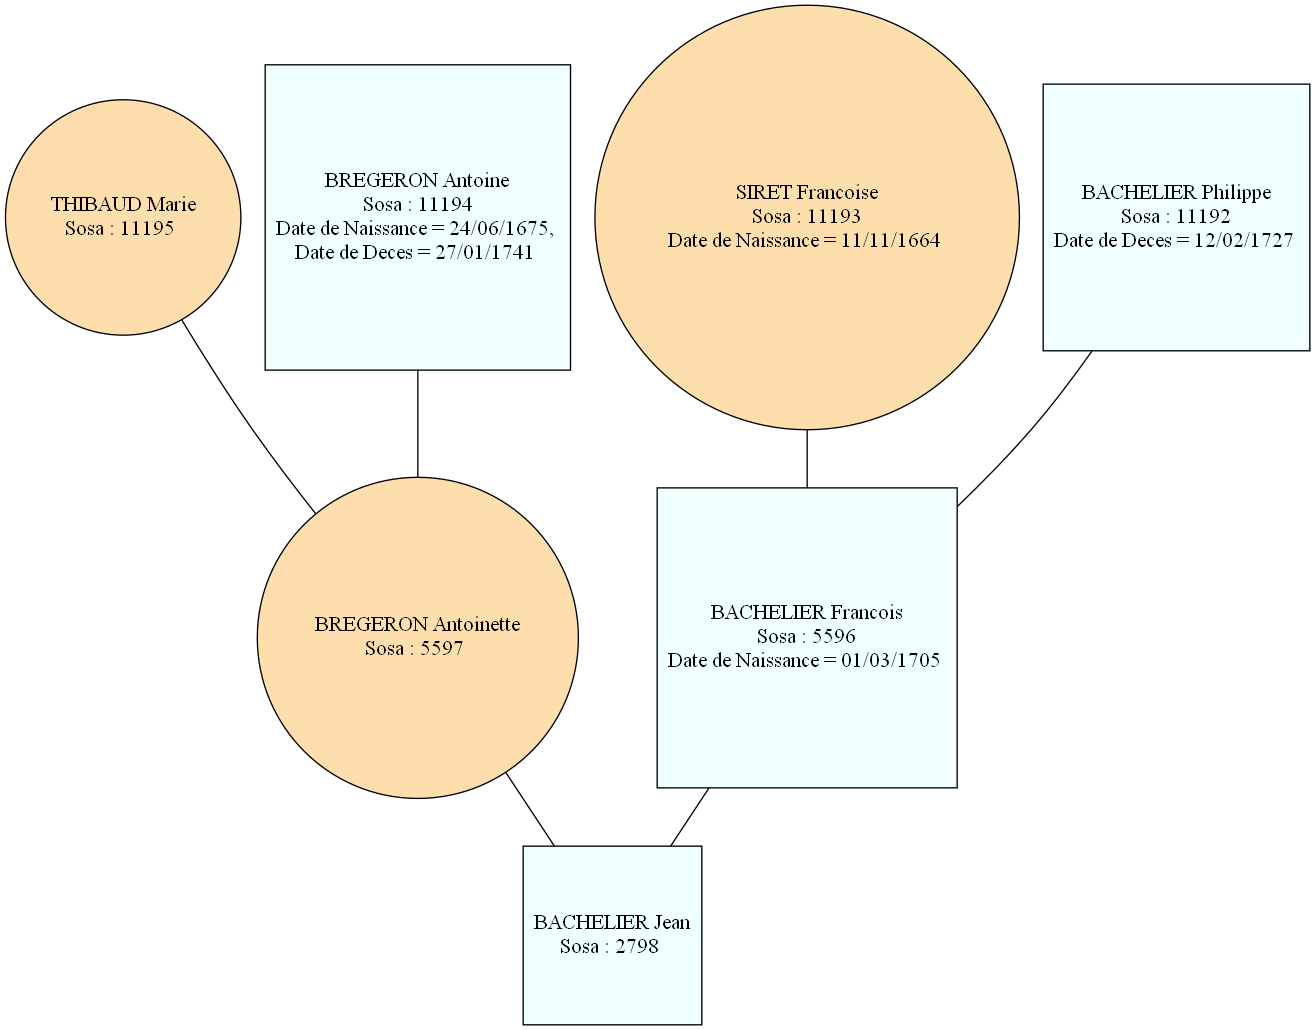 THIBAUD Marie
Sosa : 11195
BREGERON Antoine
Sosa : 11194
Date de Naissance = 24/06/1675,
Date de Deces = 27/01/1741
SIRET Francoise
Sosa : 11193
Date de Naissance = 11/11/1664
BACHELIER Philippe
Sosa : 11192
Date de Deces = 12/02/1727
BREGERON Antoinette
Sosa : 5597
BACHELIER Francois
Sosa : 5596
Date de Naissance = 01/03/1705
BACHELIER Jean
Sosa : 2798